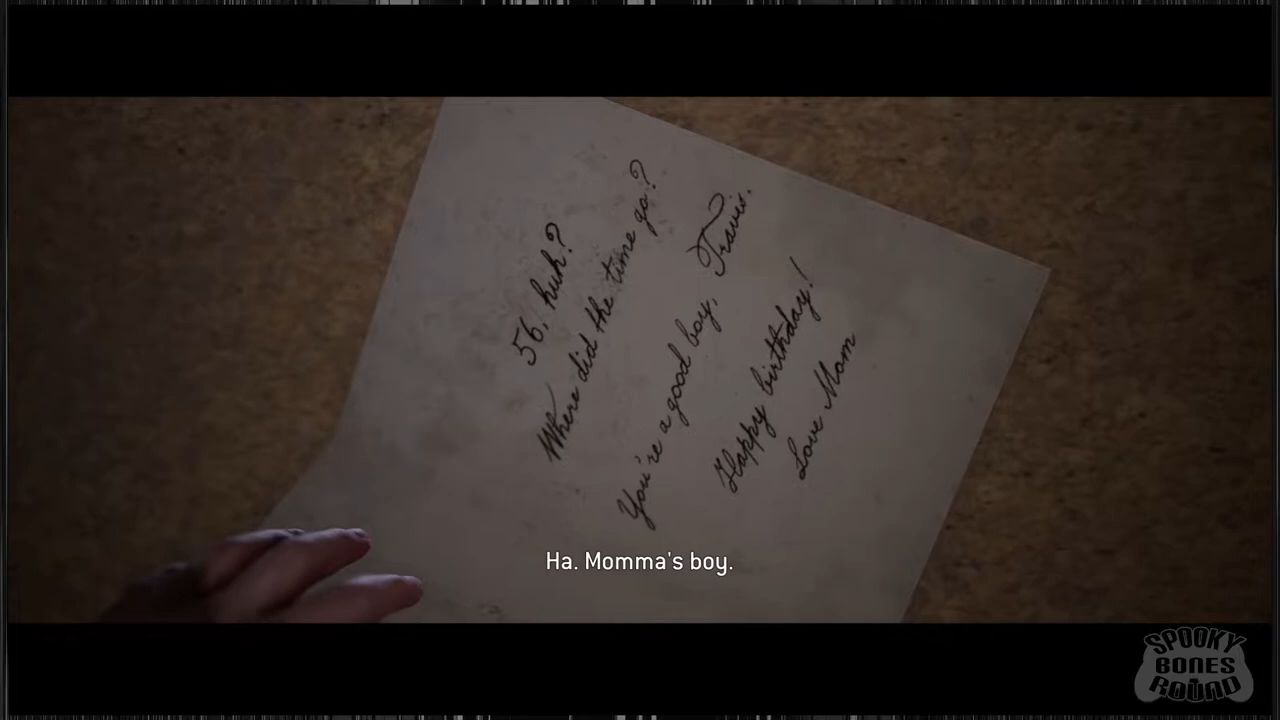 56, huh?
Where did the time go?
You're a good boy, Travis.
Happy birthday!
Love Mom
Ha. Momma's boy.
SPOOKY
BONES
ROUND